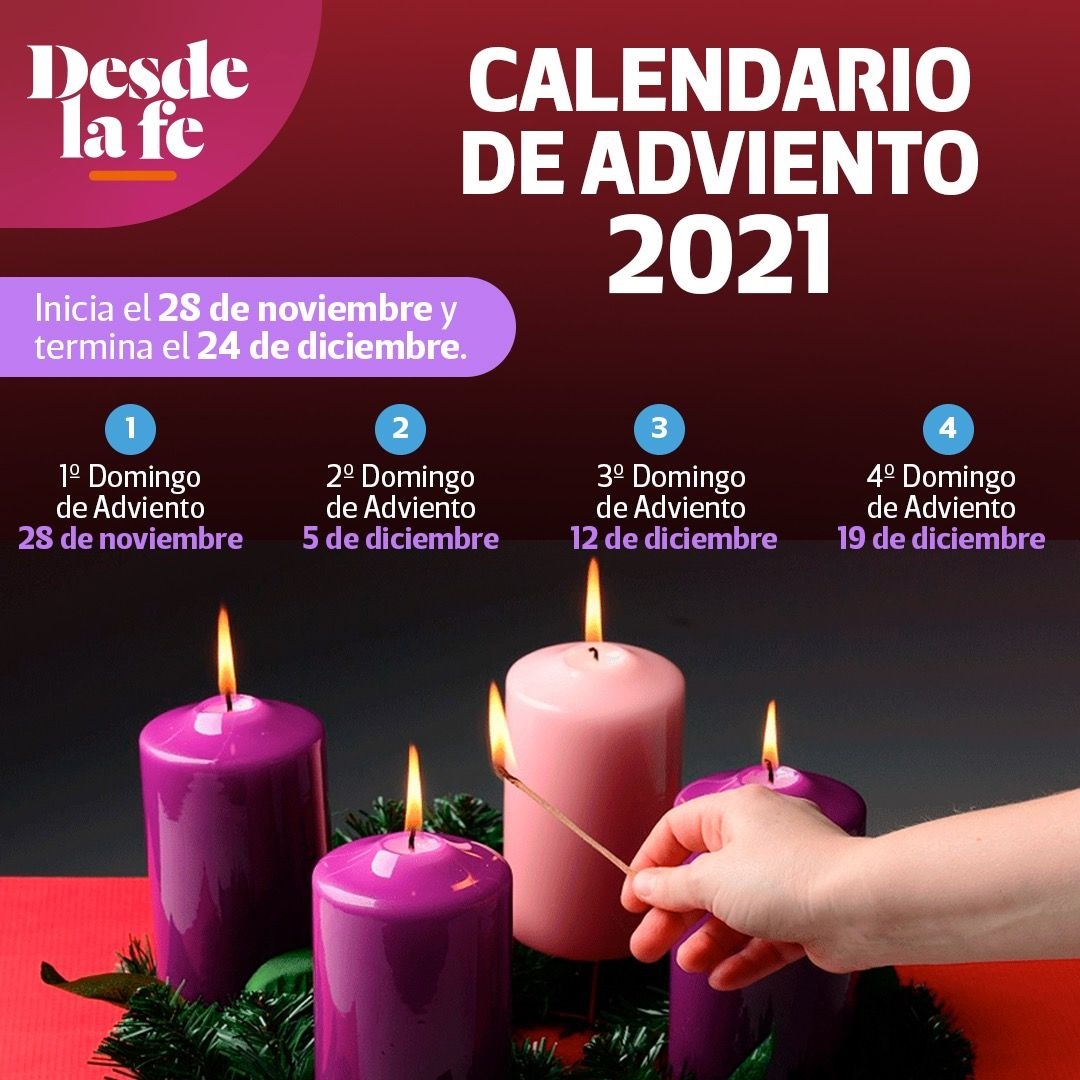 Desde
la fe
CALENDARIO
DE ADVIENTO
2021
Inicia el 28 de noviembre y
termina el 24 de diciembre.
1
1º Domingo
de Adviento
28 de noviembre
2
2º Domingo
de Adviento
5 de diciembre
3
3º Domingo
de Adviento
12 de diciembre
4
4º Domingo
de Adviento
19 de diciembre